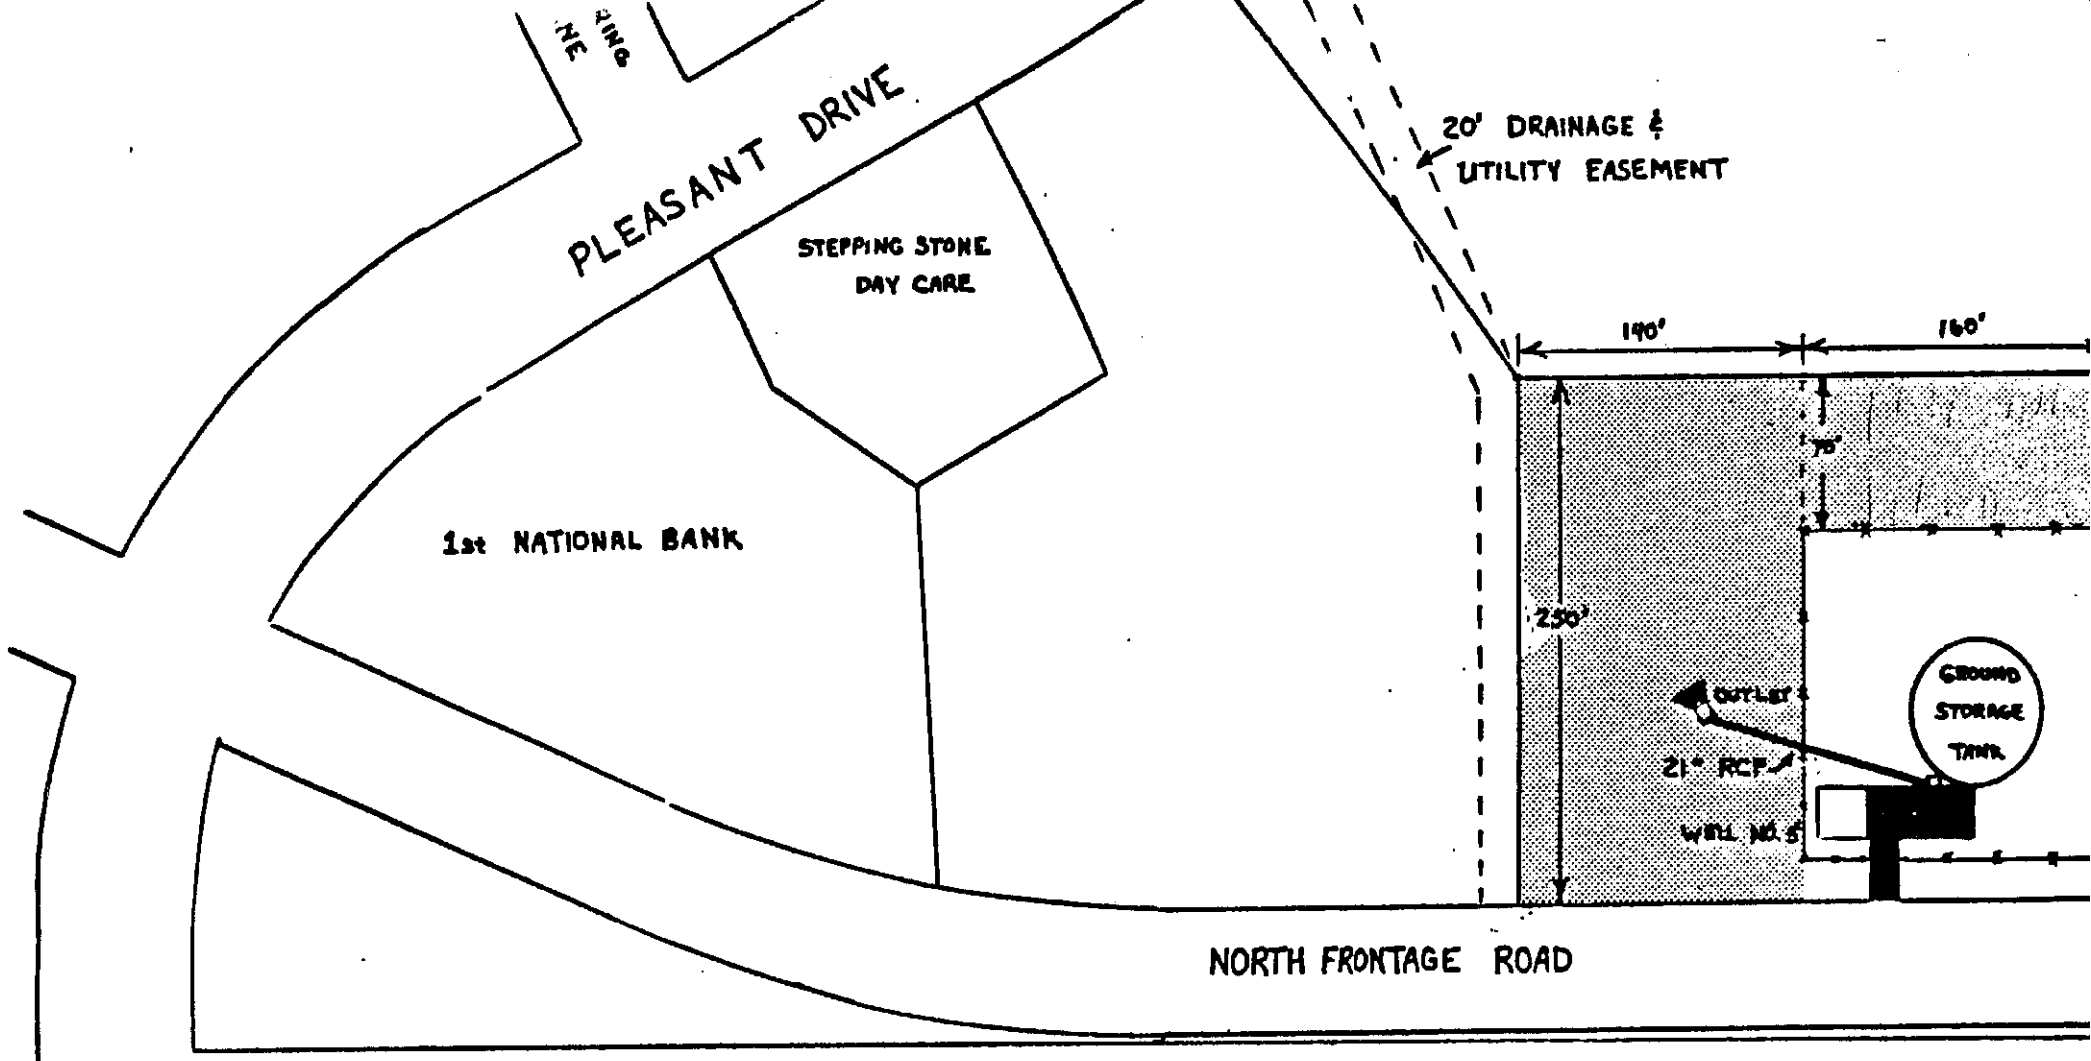 PLEASANT DRIVE
20' DRAINAGE &
UTILITY EASEMENT
STEPPING STONE
DAY CARE
140'
160'
70'
1st NATIONAL BANK
250'
OUTLET
GROUND
STORAGE
TANK
21" RCP
WELL NO. 5
NORTH FRONTAGE ROAD